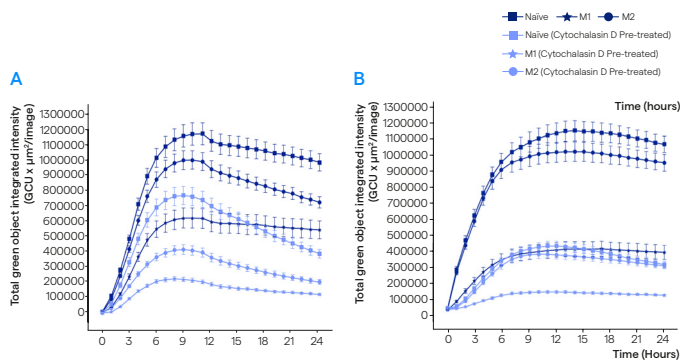 Naïve M1 M2
Naïve (Cytochalasin D Pre-treated)
M1 (Cytochalasin D Pre-treated)
M2 (Cytochalasin D Pre-treated)
A
Total green object integrated intensity
(GCU x µm²/Image)
1300000
1200000
1100000
1000000
900000
800000
700000
600000
500000
400000
300000
200000
100000
0
0 3 6 9 12 15 18 21 24
B
Total green object integrated intensity
(GCU x µm²/Image)
Time (hours)
1300000
1200000
1100000
1000000
900000
800000
700000
600000
500000
400000
300000
200000
100000
0
0 3 6 9 12 15 18 21 24
Time (Hours)